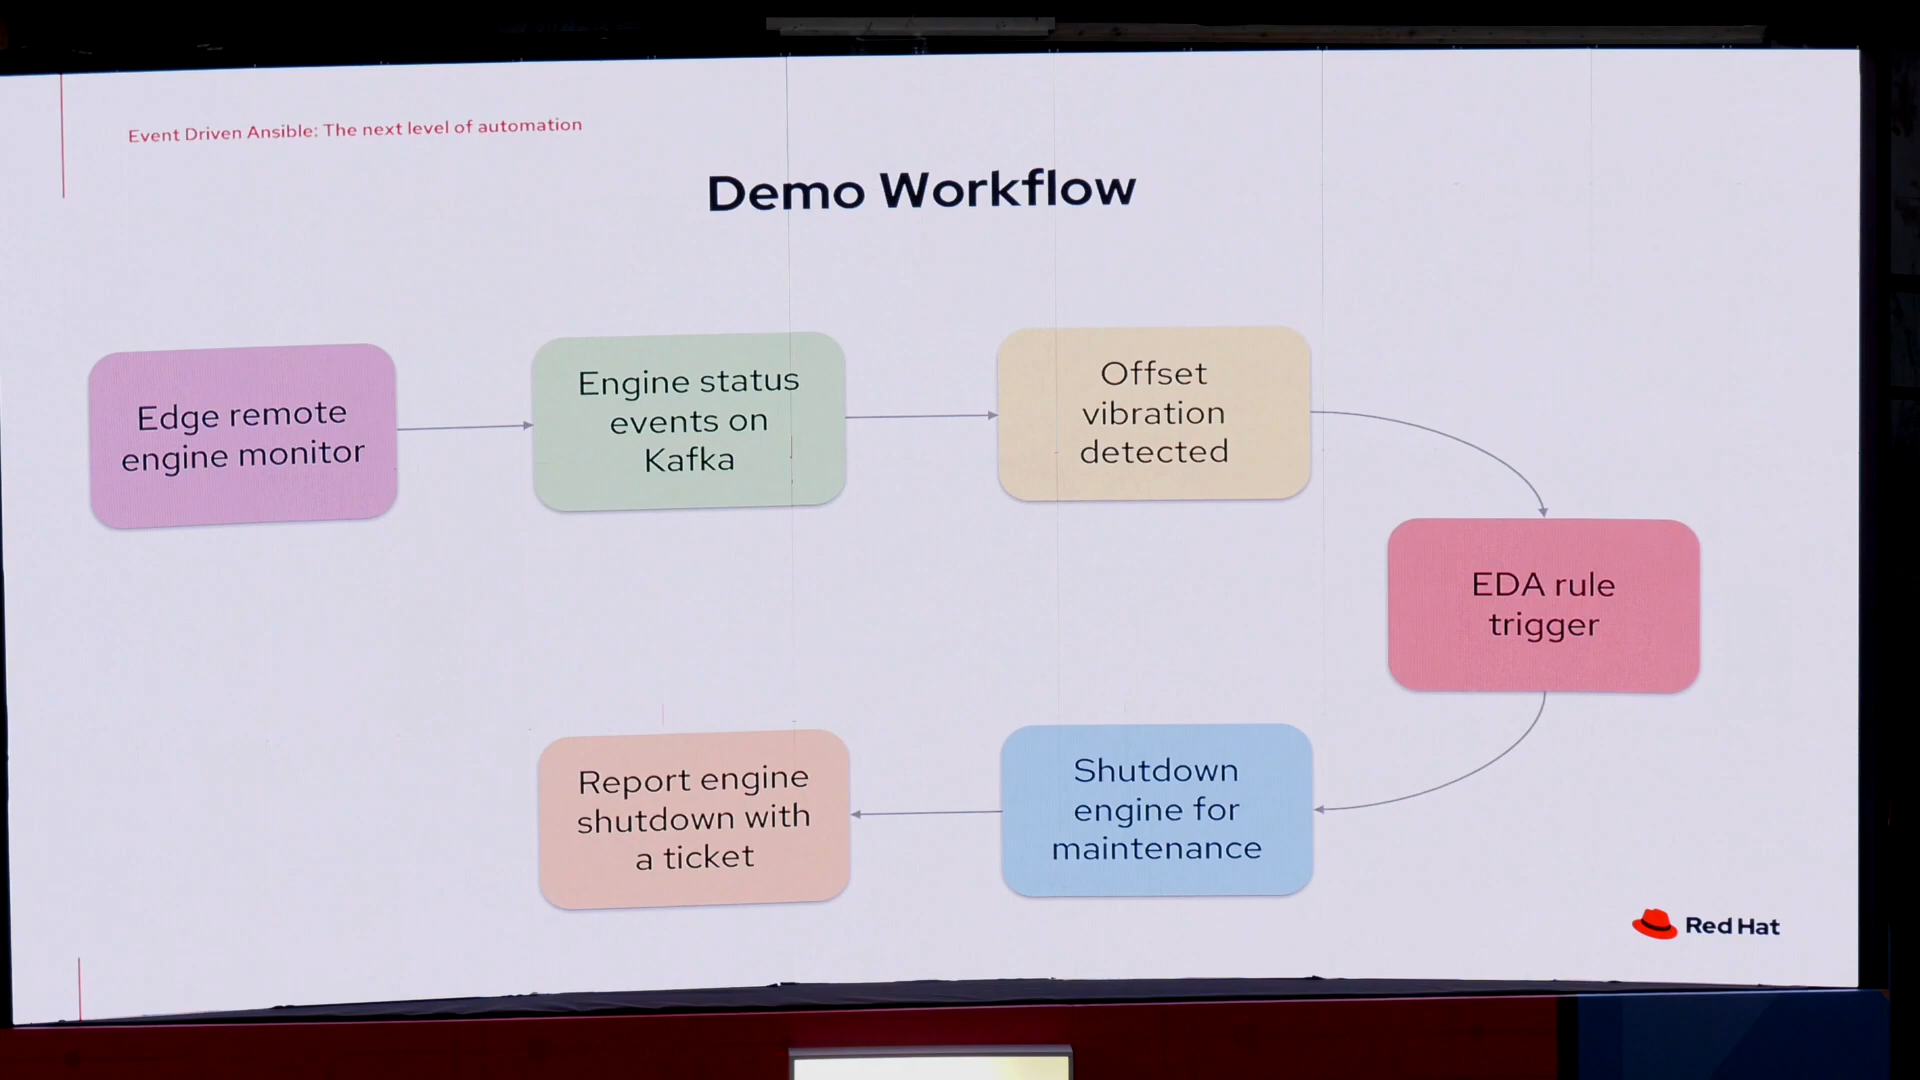 Event Driven Ansible: The next level of automation
Demo Workflow
Edge remote
engine monitor
Engine status
events on
Kafka
Offset
vibration
detected
EDA rule
trigger
Shutdown
engine for
maintenance
Report engine
shutdown with
a ticket
Red Hat